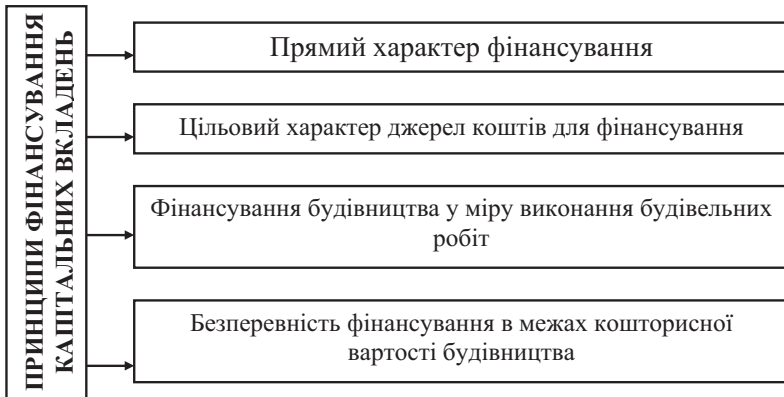 ПРИНЦИПИ ФІНАНСУВАННЯ
КАПТАЛЬНИХ ВКЛАДЕНЬ
Прямий характер фінансування
Цільовий характер джерел коштів для фінансування
Фінансування будівництва у міру виконання будівельних
робіт
Безперевність фінансування в межах кошторисної
вартості будівництва